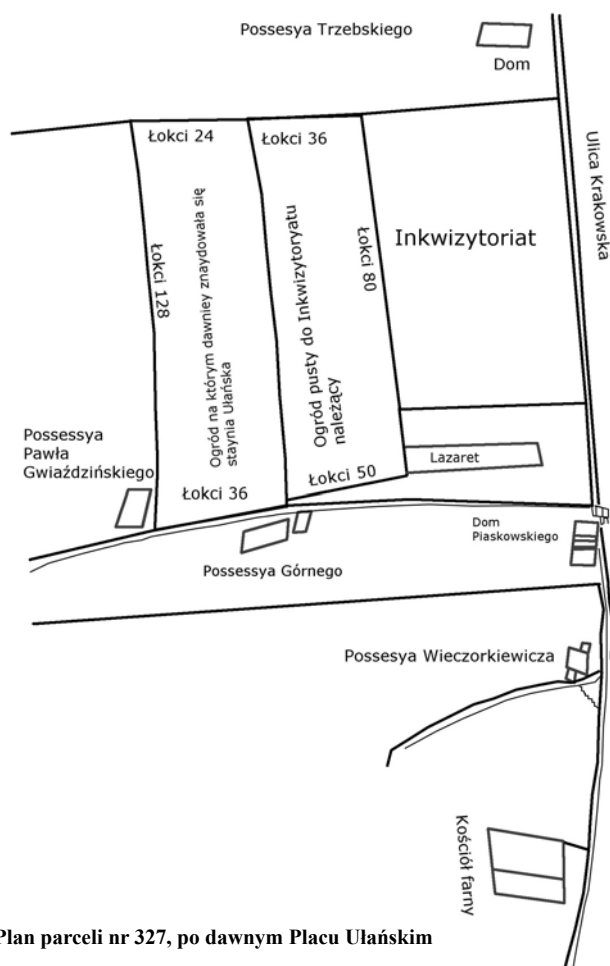 Possesya Trzebskiego
Dom
Ulica Krakowska
Łokci 24
Łokci 36
Łokci 128
Ogród na którym dawniey znaydowała się
staynia Ułańska
Ogród pusty do Inkwizytoryatu
należący
Łokci 80
Inkwizytoriat
Possessya
Pawła
Gwiaździńskiego
Łokci 36
Łokci 50
Lazaret
Dom
Piaskowskiego
Possessya Górnego
Possesya Wieczorkiewicza
Kościół farny
Plan parceli nr 327, po dawnym Placu Ułańskim